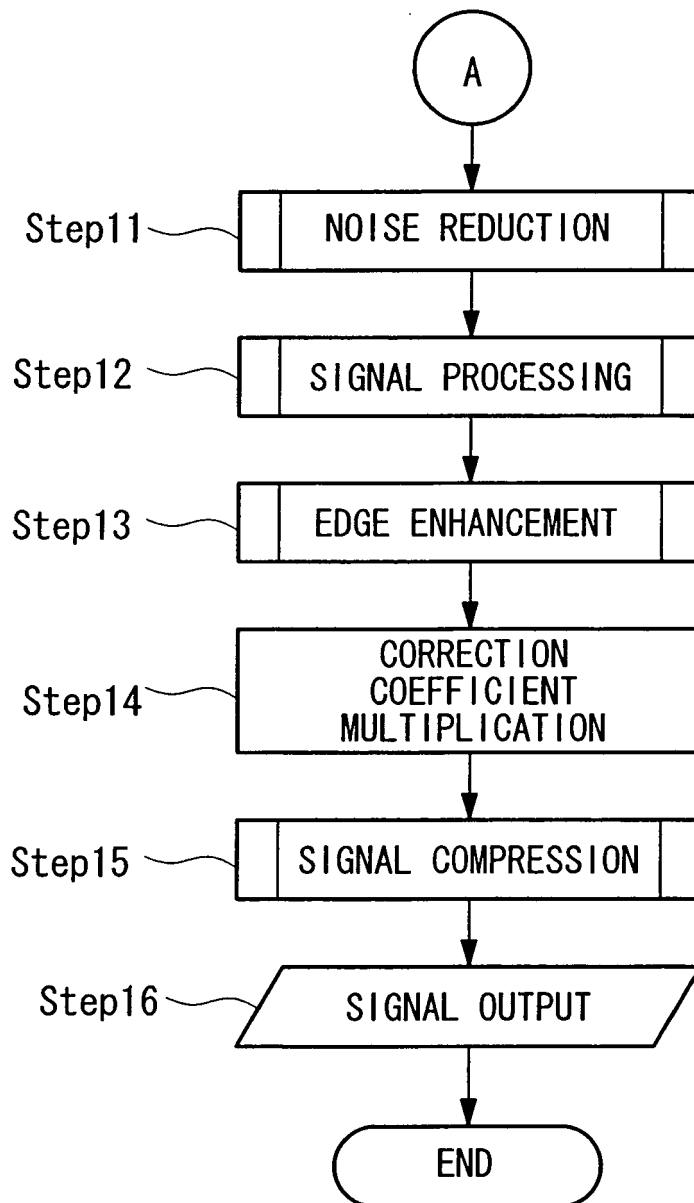 A
Step11
NOISE REDUCTION
Step12
SIGNAL PROCESSING
Step13
EDGE ENHANCEMENT
Step14
CORRECTION
COEFFICIENT
MULTIPLICATION
Step15
SIGNAL COMPRESSION
Step16
SIGNAL OUTPUT
END